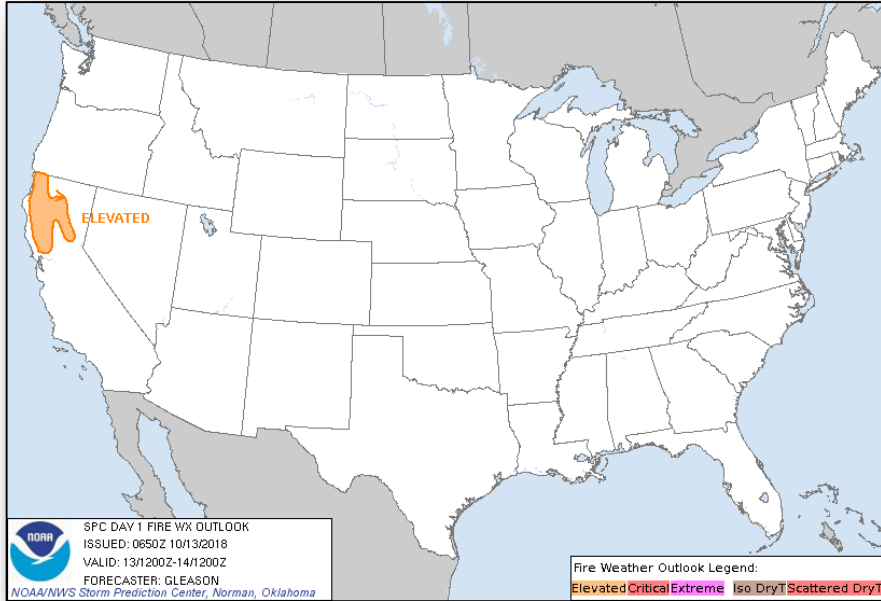 ELEVATED
SPC DAY 1 FIRE WX OUTLOOK
ISSUED: 0650Z 10/13/2018
VALID: 13/1200Z-14/1200Z
FORECASTER: GLEASON
NOAA
NOAA/NWS Storm Prediction Center, Norman, Oklahoma
Fire Weather Outlook Legend:
Elevated Critical Extreme Iso DryT Scattered DryT